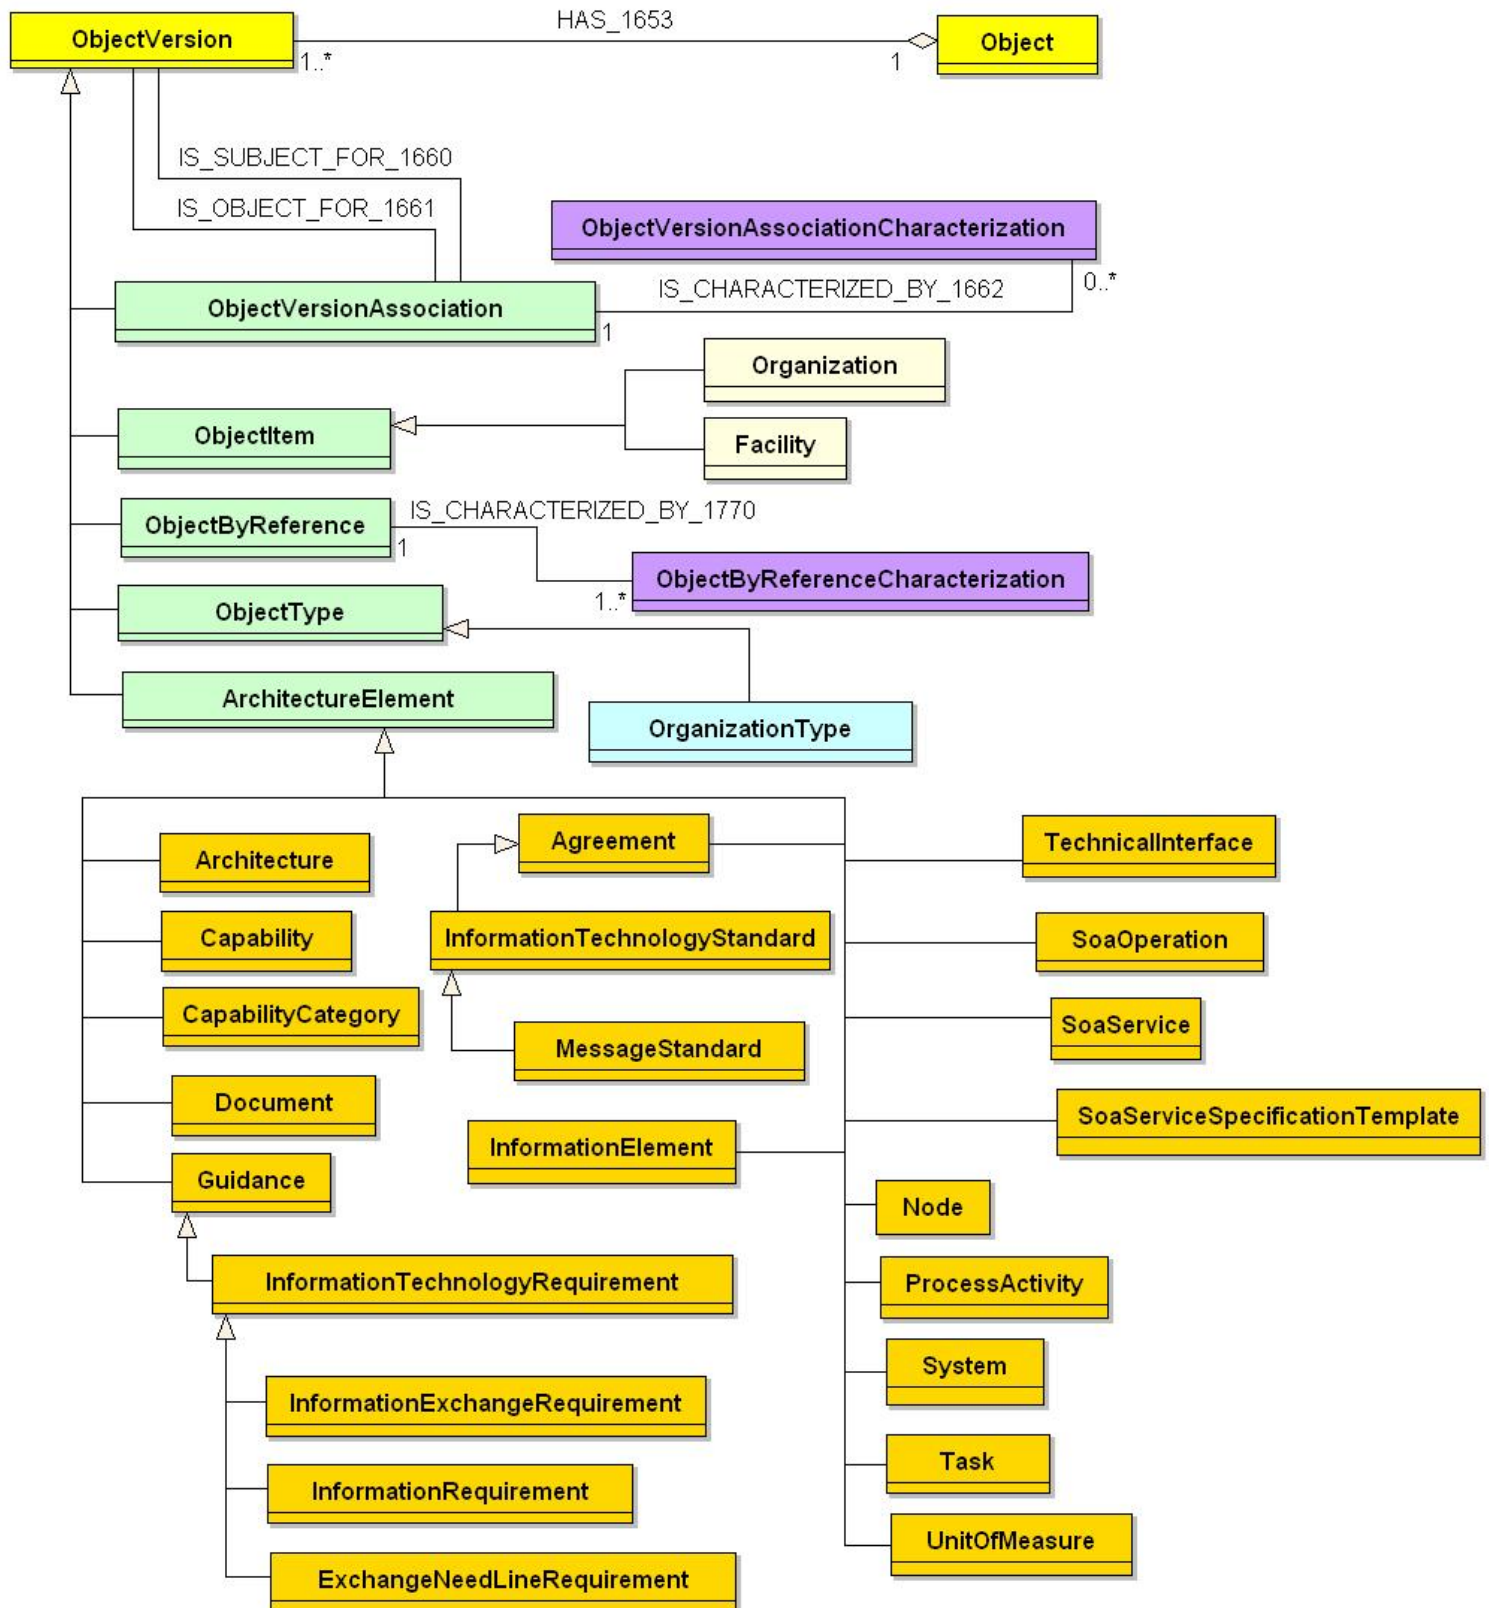 HAS_1653
ObjectVersion
Object
1..*
1
IS_SUBJECT_FOR_1660
IS_OBJECT_FOR_1661
ObjectVersionAssociationCharacterization
0..*
IS_CHARACTERIZED_BY_1662
ObjectVersionAssociation
1
Organization
ObjectItem
Facility
IS_CHARACTERIZED_BY_1770
ObjectByReference
1
ObjectByReferenceCharacterization
1..*
ObjectType
ArchitectureElement
OrganizationType
Architecture
Agreement
TechnicalInterface
Capability
InformationTechnologyStandard
SoaOperation
CapabilityCategory
SoaService
MessageStandard
Document
SoaServiceSpecificationTemplate
InformationElement
Guidance
Node
InformationTechnologyRequirement
ProcessActivity
System
InformationExchangeRequirement
Task
InformationRequirement
UnitOfMeasure
ExchangeNeedLineRequirement